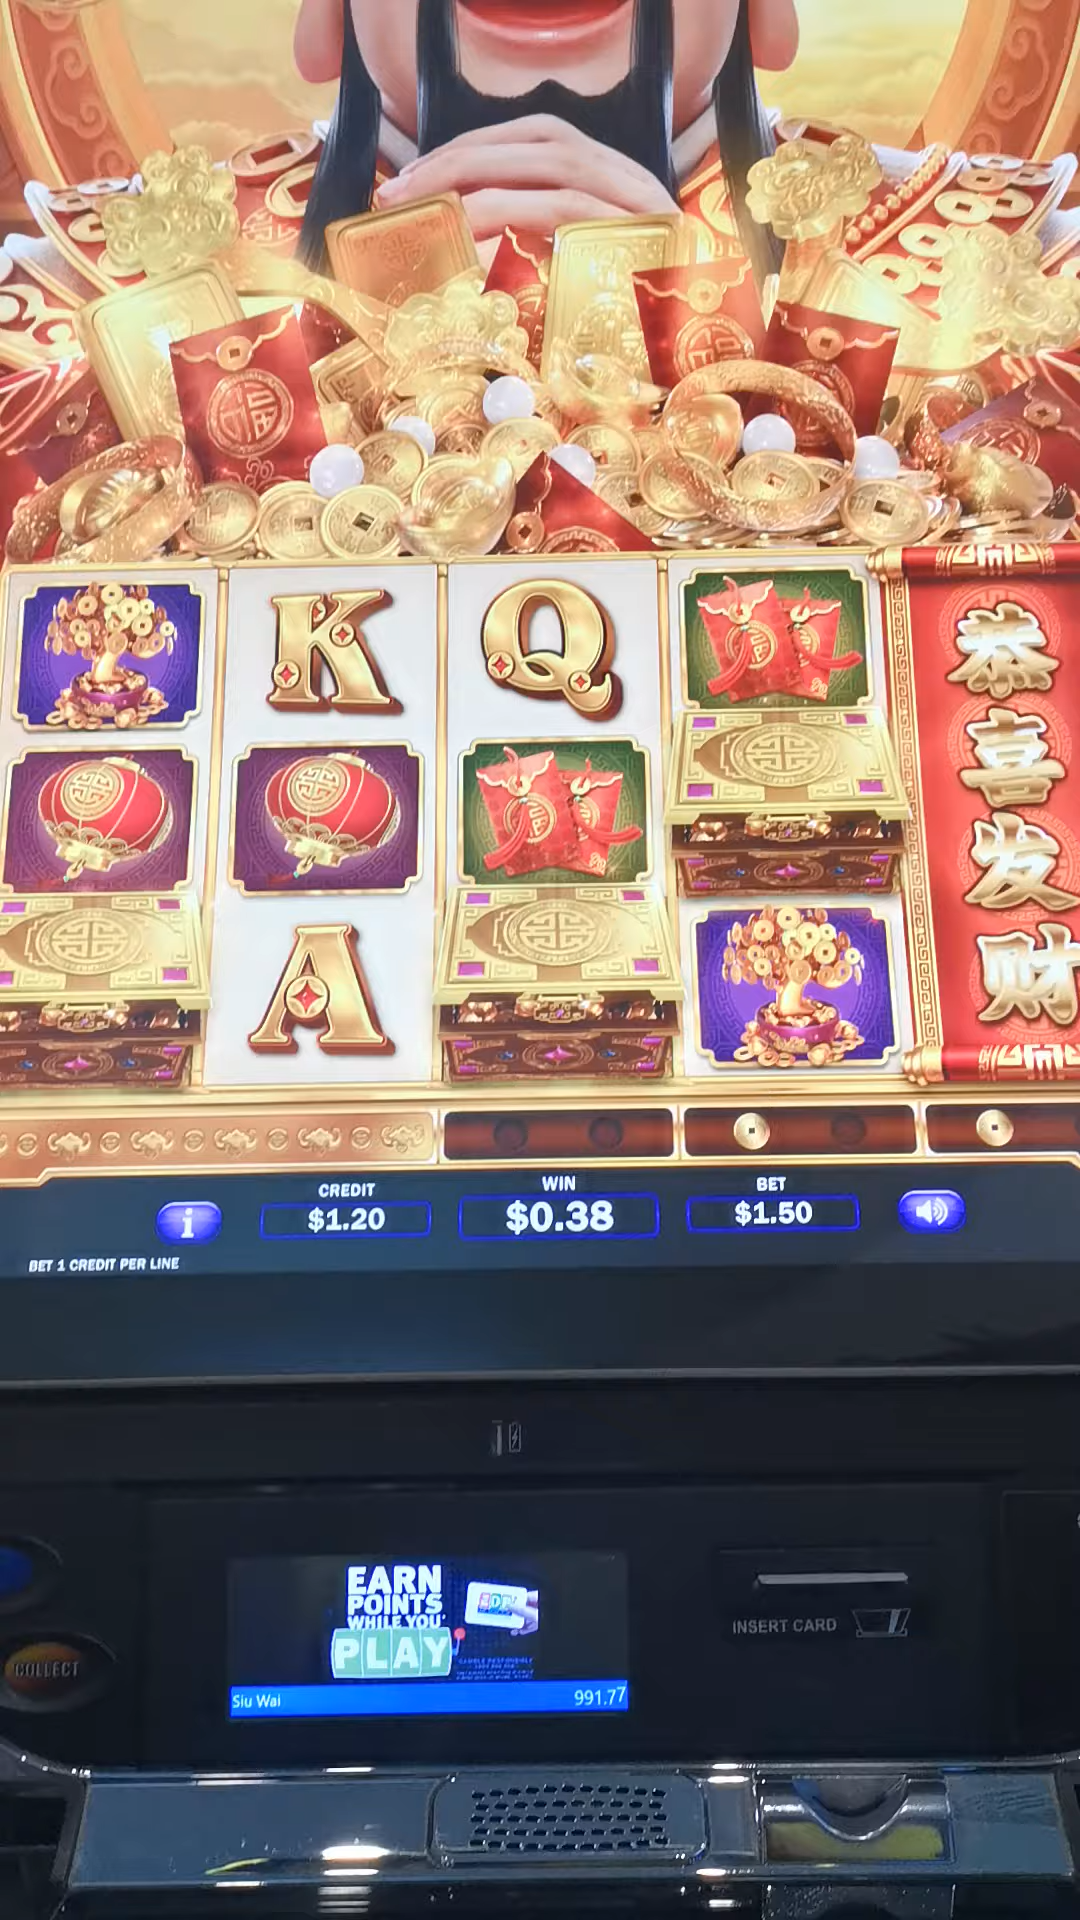 K
Q
A
恭
喜
发
财
CREDIT
$1.20
WIN
$0.38
BET
$1.50
i
BET 1 CREDIT PER LINE
EARN
POINTS
WHILE YOU
PLAY
Siu Wai
991.77
INSERT CARD
COLLECT